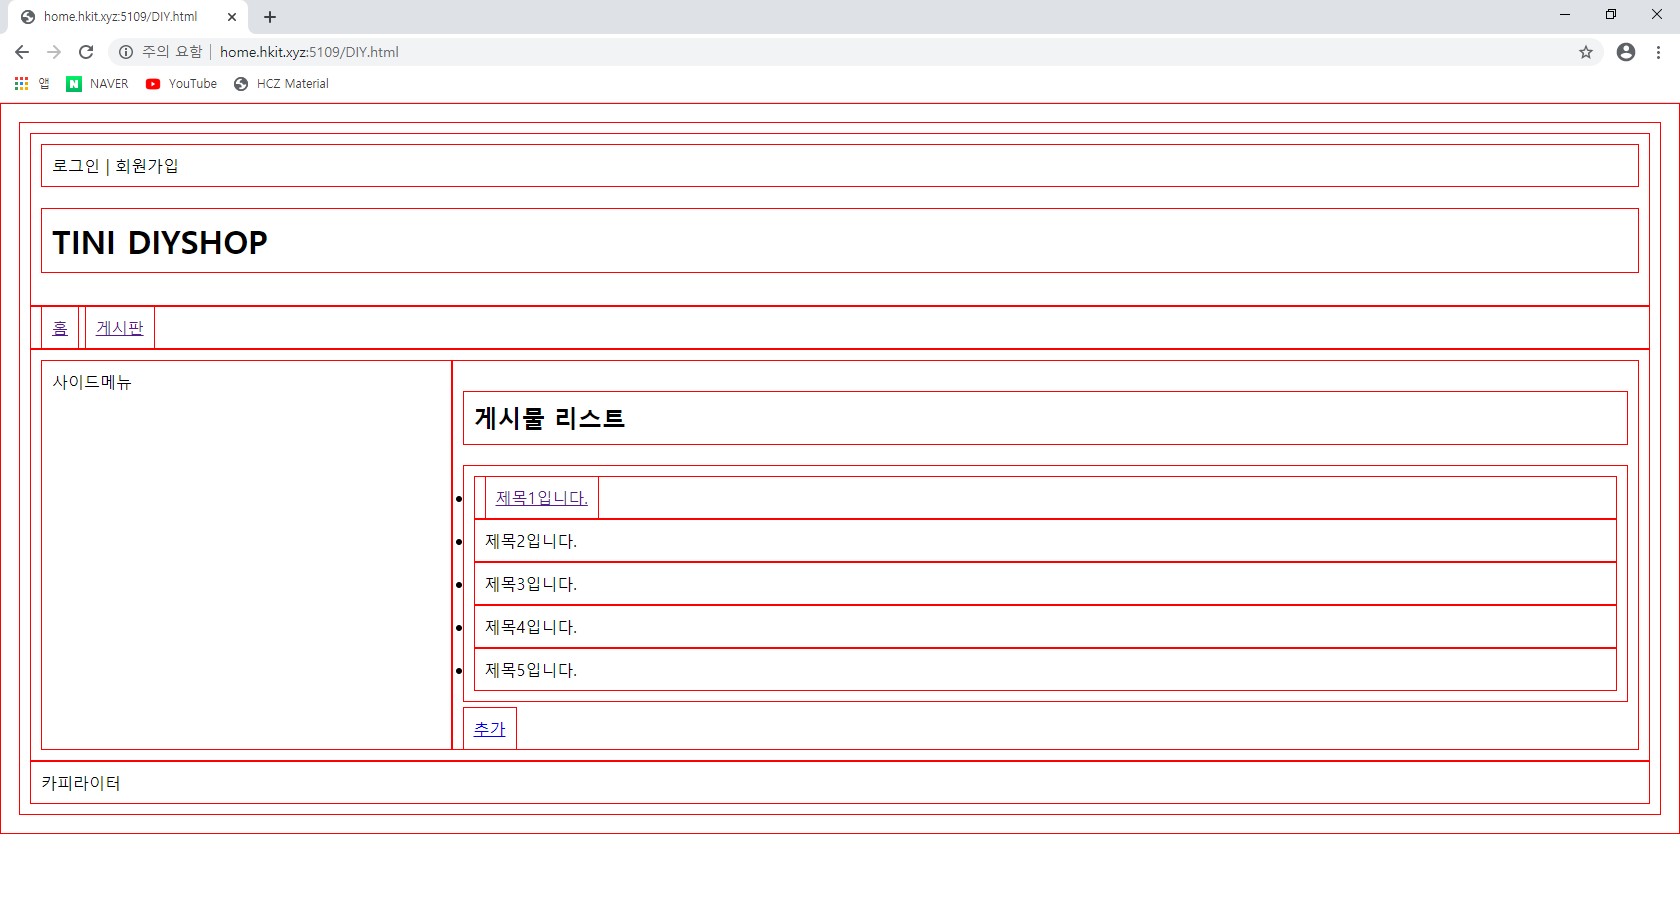 home.hkit.xyz:5109/DIY.html
주의 요함 | home.hkit.xyz:5109/DIY.html
앱 NAVER YouTube HCZ Material
로그인 | 회원가입
TINI DIYSHOP
홈 게시판
사이드메뉴
게시물 리스트
제목1입니다.
제목2입니다.
제목3입니다.
제목4입니다.
제목5입니다.
추가
카피라이터